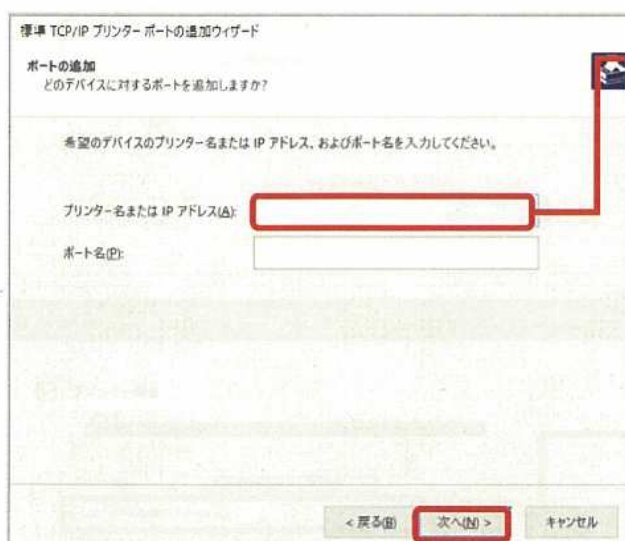 標準 TCP/IP プリンター ポートの追加ウィザード
ポートの追加
どのデバイスに対するポートを追加しますか?
希望のデバイスのプリンター名または IP アドレス、およびポート名を入力してください。
プリンター名または IP アドレス(A):
ポート名(P):
< 戻る(B) 次へ(N) > キャンセル